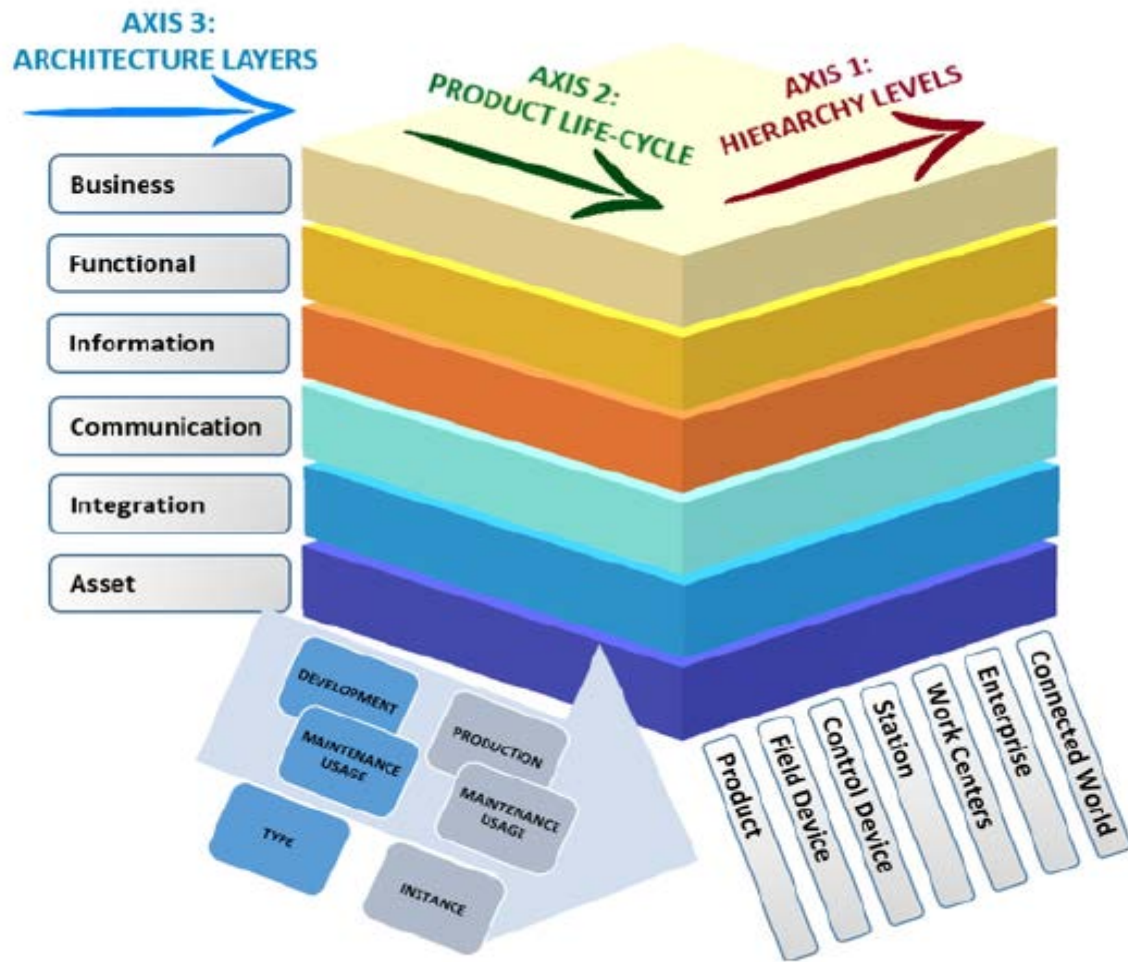 AXIS 3:
ARCHITECTURE LAYERS
AXIS 2:
PRODUCT LIFE-CYCLE
AXIS 1:
HIERARCHY LEVELS
Business
Functional
Information
Communication
Integration
Asset
DEVELOPMENT
MAINTENANCE
USAGE
TYPE
PRODUCTION
MAINTENANCE
USAGE
INSTANCE
Product
Field Device
Control Device
Station
Work Centers
Enterprise
Connected World